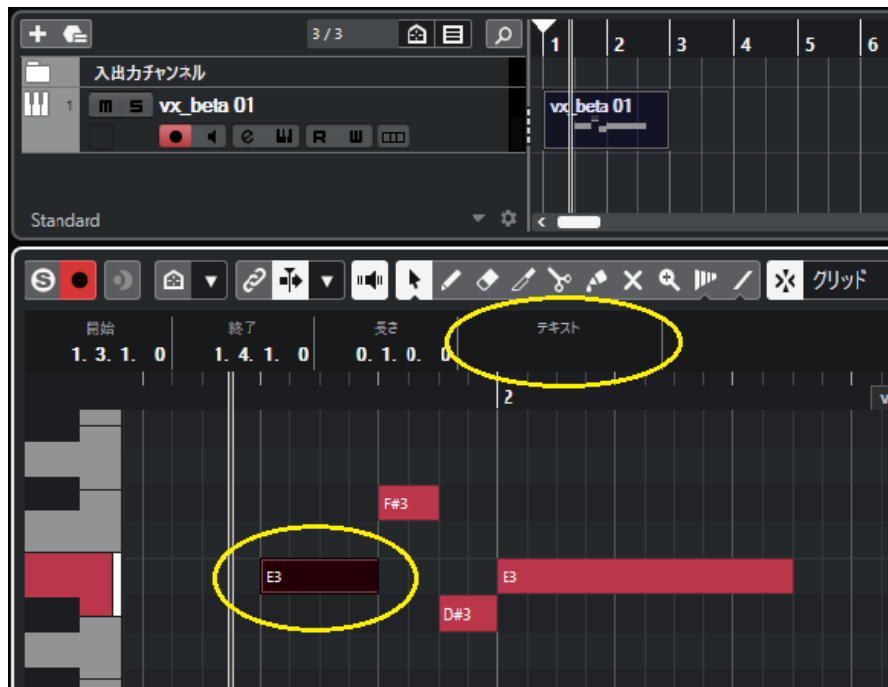 3 / 3
1 2 3 4 5 6
入出力チャンネル
1 m s vx_beta 01
vx_beta 01
e R
Standard
S グリッド
開始 終了 長さ テキスト
1. 3. 1. 0 1. 4. 1. 0 0. 1. 0. 0
2
v
F#3
E3 E3
D#3